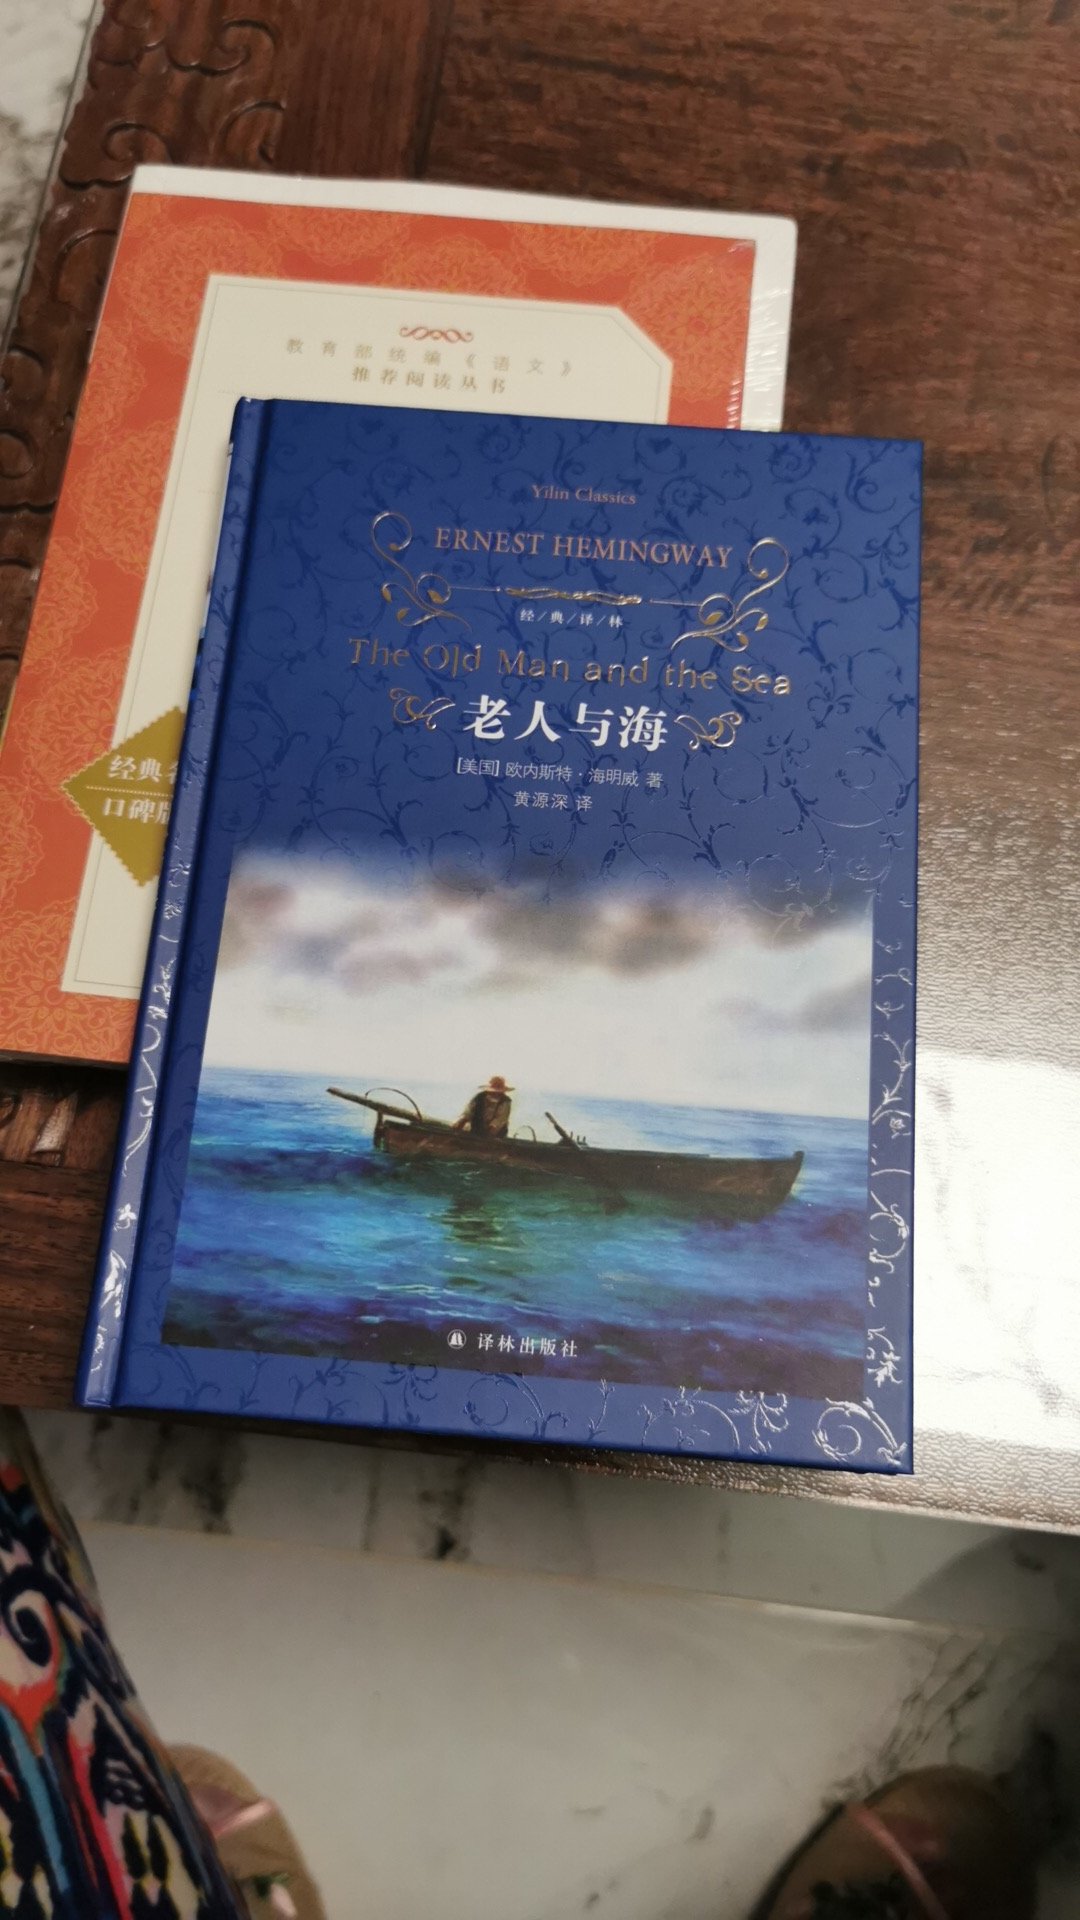 教育部统编《语文》
推荐阅读丛书
经典名
口碑版
Yilin Classics
ERNEST HEMINGWAY
经/典/译/林
The Old Man and the Sea
老人与海
[美国] 欧内斯特·海明威 著
黄源深 译
译林出版社